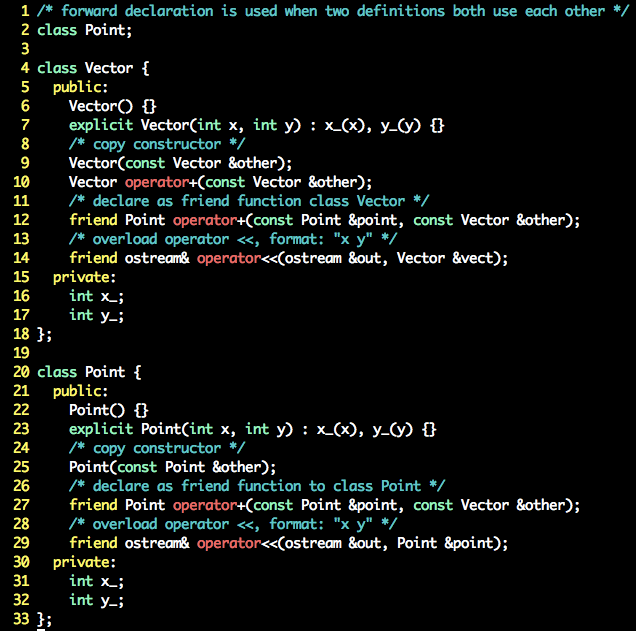 1 /* forward declaration is used when two definitions both use each other */
2 class Point;
3
4 class Vector {
5   public:
6     Vector() {}
7     explicit Vector(int x, int y) : x_(x), y_(y) {}
8     /* copy constructor */
9     Vector(const Vector &other);
10     Vector operator+(const Vector &other);
11     /* declare as friend function class Vector */
12     friend Point operator+(const Point &point, const Vector &other);
13     /* overload operator <<, format: "x y" */
14     friend ostream& operator<<(ostream &out, Vector &vect);
15   private:
16     int x_;
17     int y_;
18 };
19
20 class Point {
21   public:
22     Point() {}
23     explicit Point(int x, int y) : x_(x), y_(y) {}
24     /* copy constructor */
25     Point(const Point &other);
26     /* declare as friend function to class Point */
27     friend Point operator+(const Point &point, const Vector &other);
28     /* overload operator <<, format: "x y" */
29     friend ostream& operator<<(ostream &out, Point &point);
30   private:
31     int x_;
32     int y_;
33 };